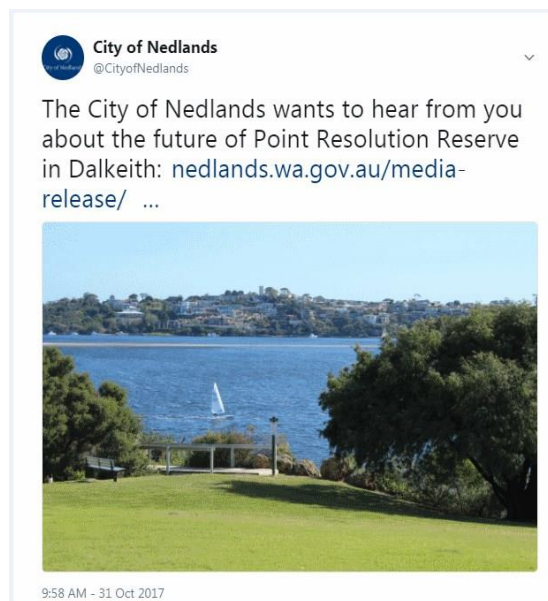 City of Nedlands
@CityofNedlands
The City of Nedlands wants to hear from you
about the future of Point Resolution Reserve
in Dalkeith: nedlands.wa.gov.au/media-
release/ ...
9:58 AM - 31 Oct 2017